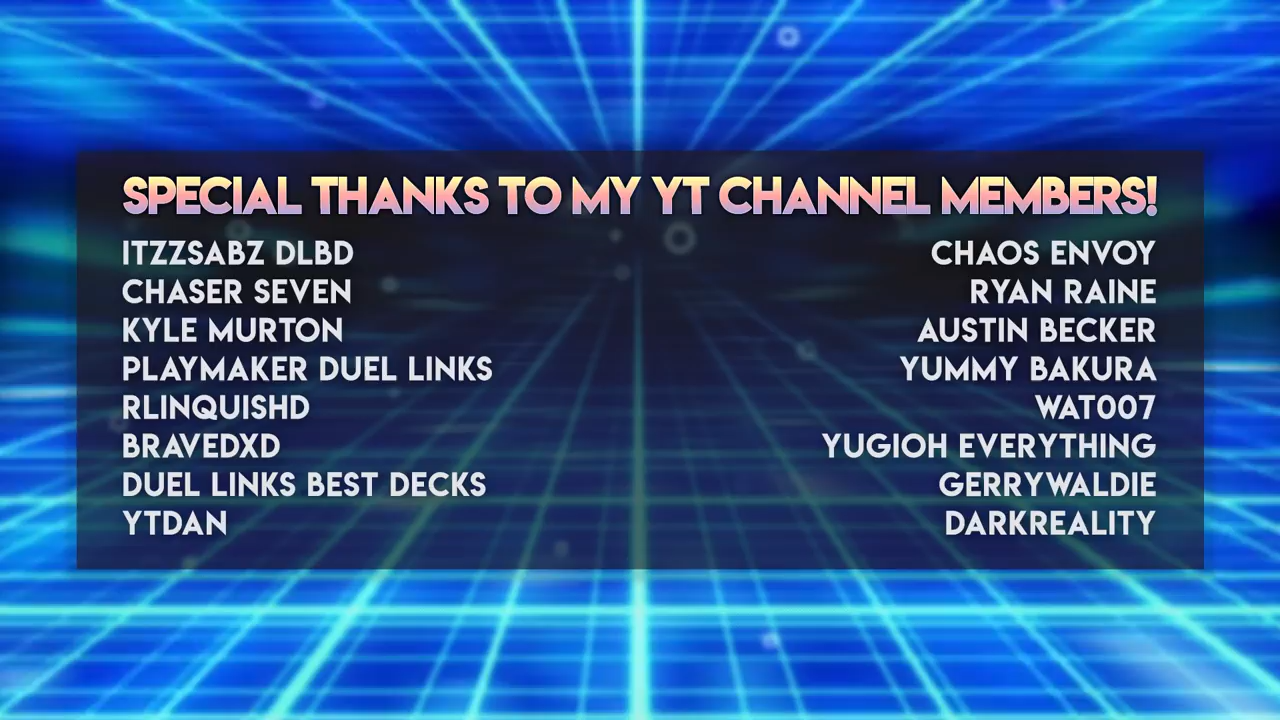 SPECIAL THANKS TO MY YT CHANNEL MEMBERS!
ITZZSABZ DLBD
CHASER SEVEN
KYLE MURTON
PLAYMAKER DUEL LINKS
RLINQUISHD
BRAVEDXD
DUEL LINKS BEST DECKS
YTDAN
CHAOS ENVOY
RYAN RAINE
AUSTIN BECKER
YUMMY BAKURA
WAT007
YUGIOH EVERYTHING
GERRYWALDIE
DARKREALITY